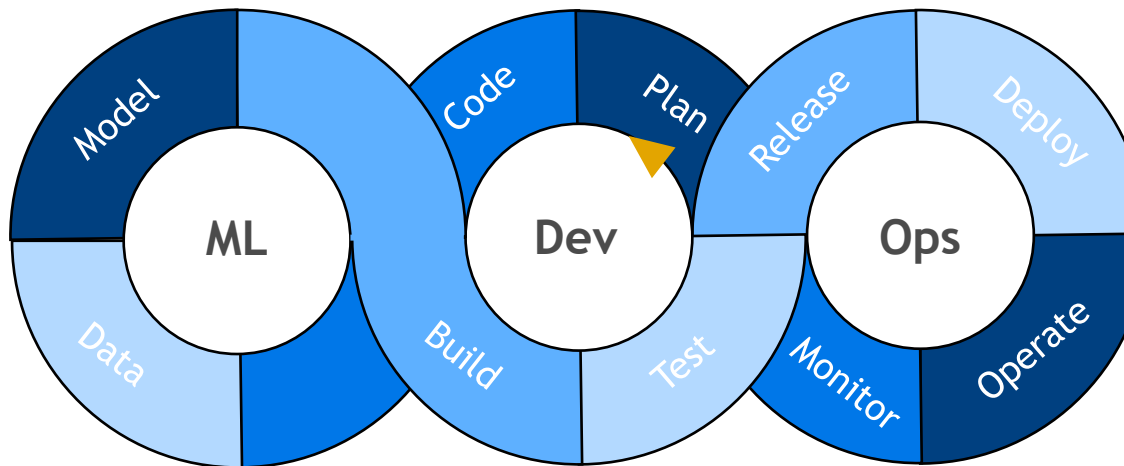 Model
Code
Plan
Release
Deploy
ML
Dev
Ops
Data
Build
Test
Monitor
Operate